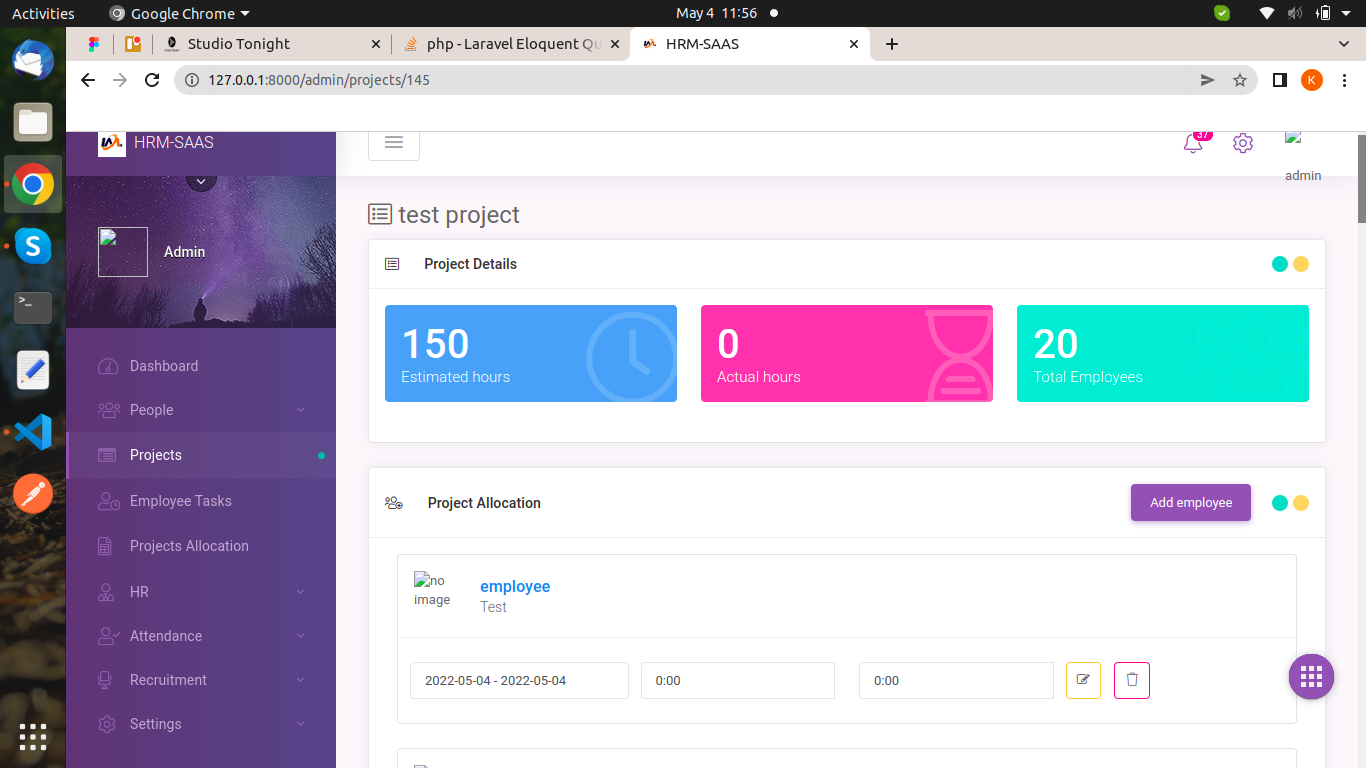 Activities
Google Chrome
May 4 11:56
Studio Tonight
php - Laravel Eloquent Qu
HRM-SAAS
127.0.0.1:8000/admin/projects/145
K
HRM-SAAS
37
admin
Admin
Dashboard
People
Projects
Employee Tasks
Projects Allocation
HR
Attendance
Recruitment
Settings
test project
Project Details
150
Estimated hours
0
Actual hours
20
Total Employees
Project Allocation
Add employee
no
image
employee
Test
2022-05-04 - 2022-05-04
0:00
0:00